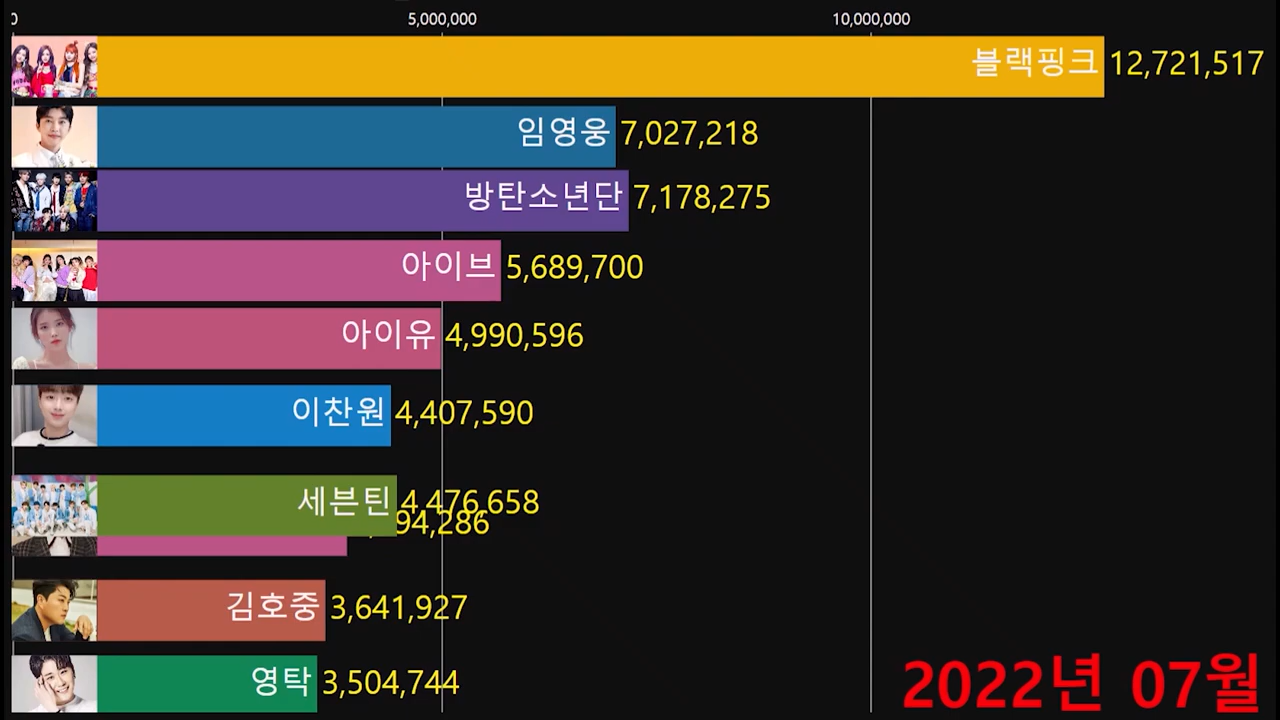 0 5,000,000 10,000,000
블랙핑크 12,721,517
임영웅 7,027,218
방탄소년단 7,178,275
아이브 5,689,700
아이유 4,990,596
이찬원 4,407,590
세븐틴 4,476,658
94,286
김호중 3,641,927
영탁 3,504,744
2022년 07월